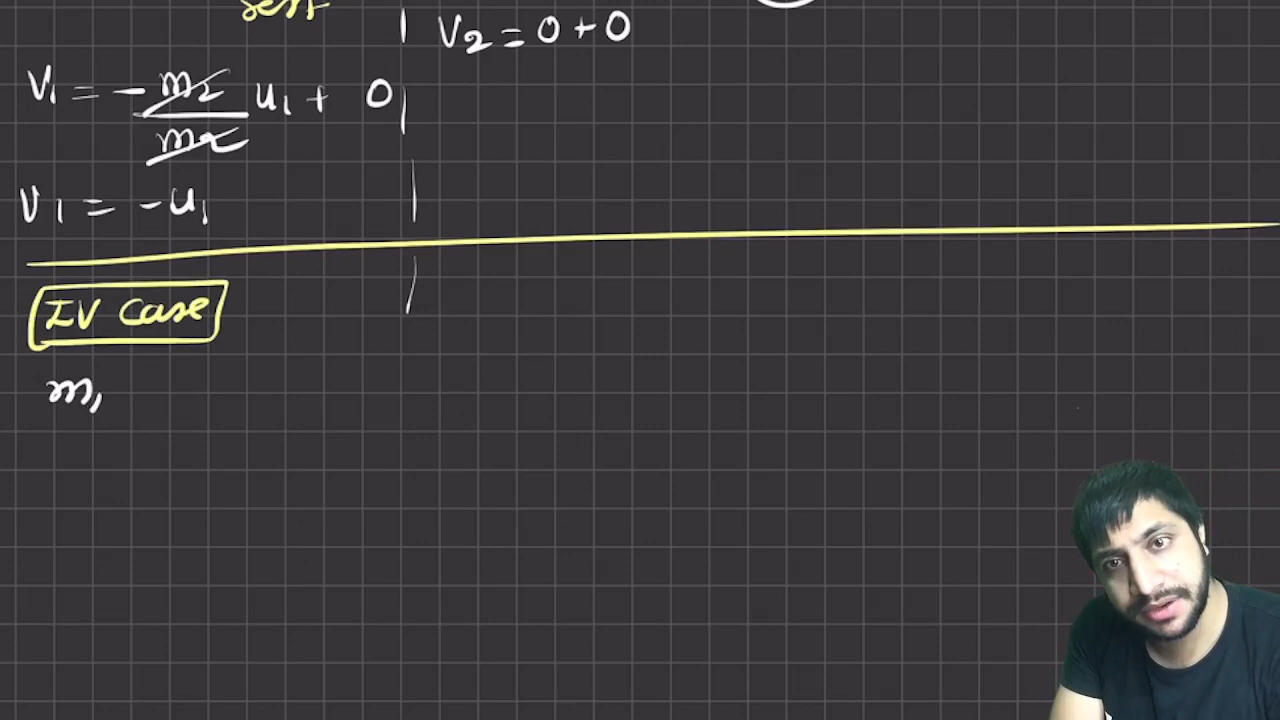 V₂ = 0 + 0
V₁ = - m₂/m₂ u₁ + 0
V₁ = -u₁
IV Case
m₁